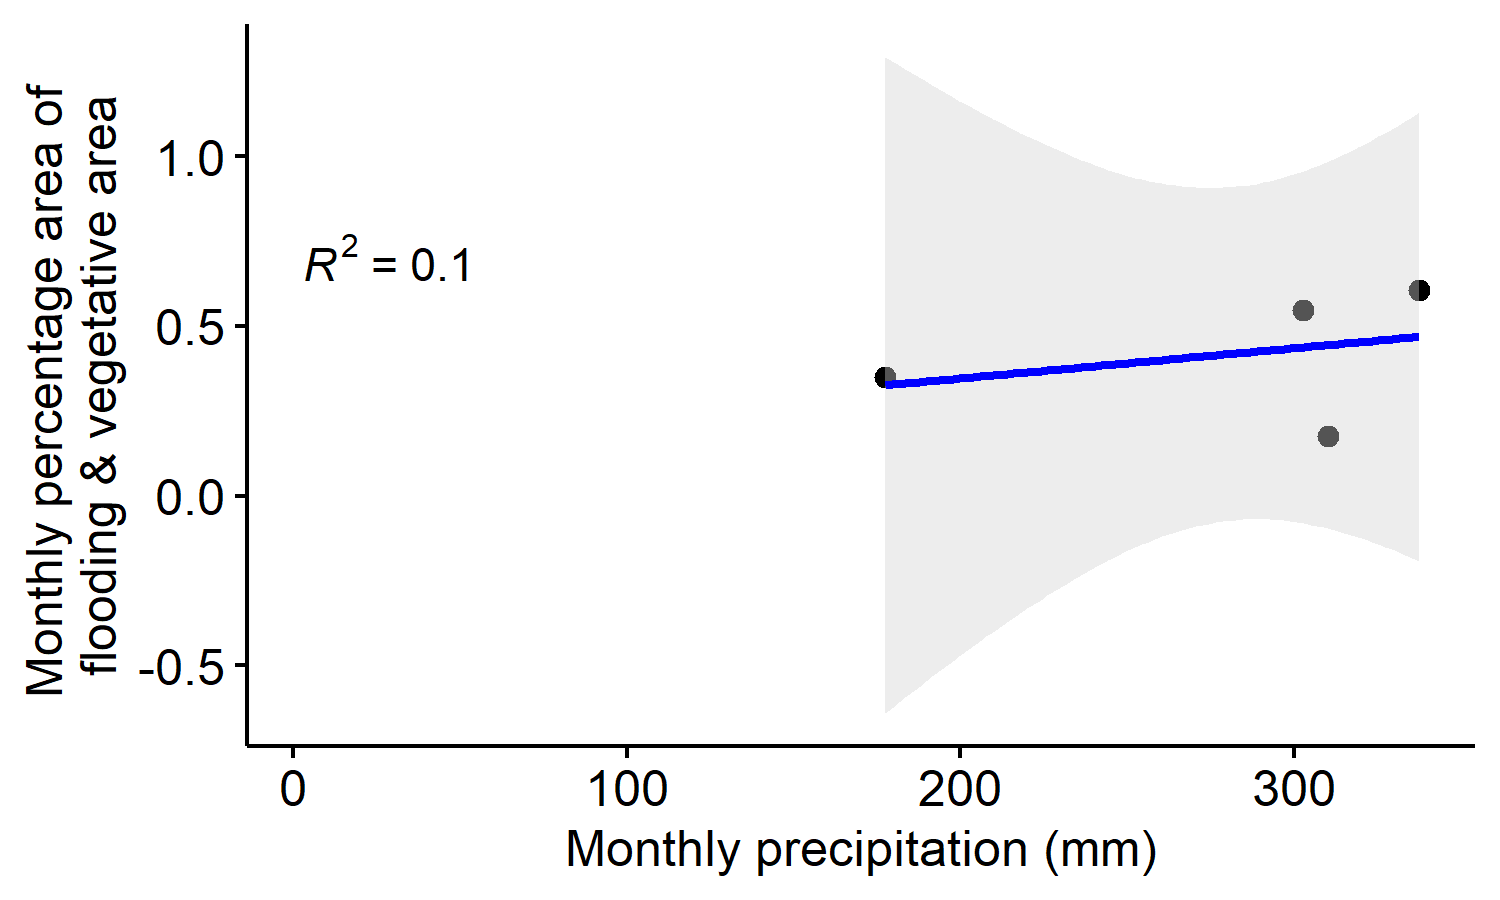 Monthly percentage area of
flooding & vegetative area
1.0
0.5
0.0
-0.5
R² = 0.1
0 100 200 300
Monthly precipitation (mm)